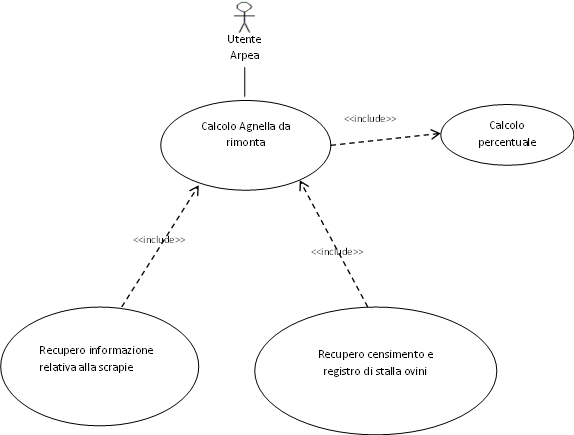 Utente
Arpea
Calcolo Agnella da
rimonta
<<include>>
Calcolo
percentuale
<<include>>
<<include>>
Recupero informazione
relativa alla scrapie
Recupero censimento e
registro di stalla ovini